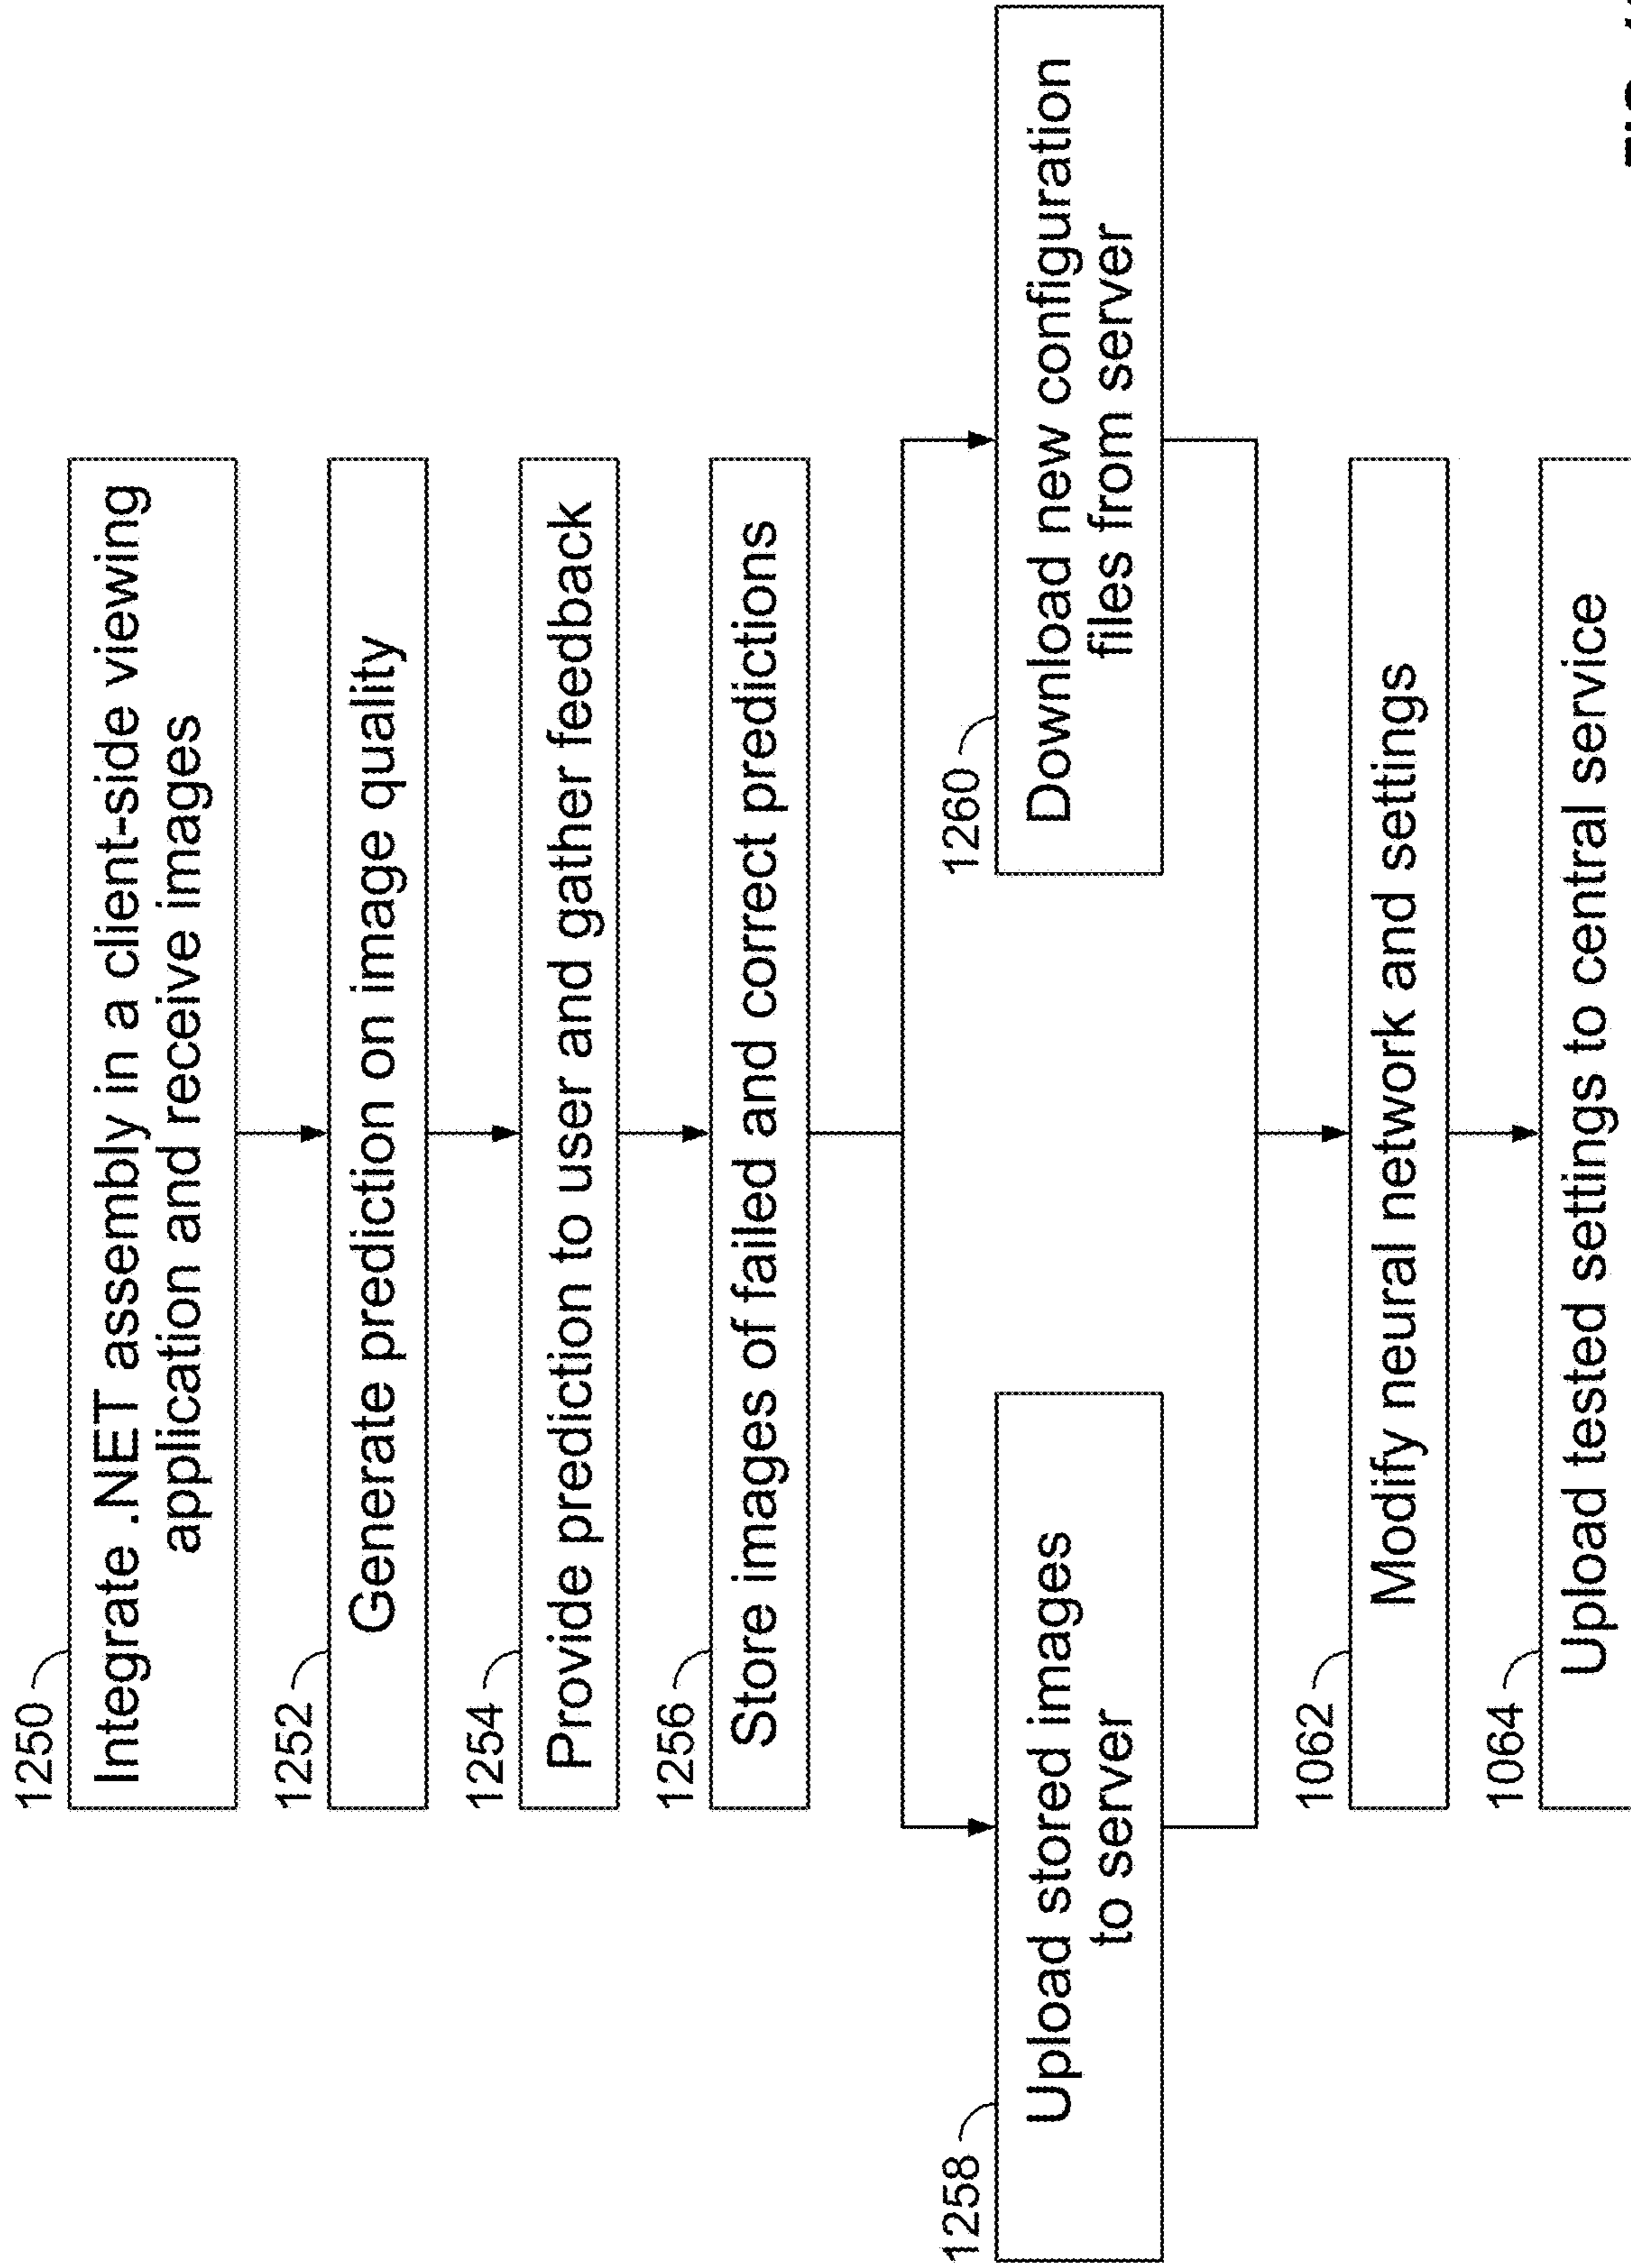 1250
Integrate .NET assembly in a client-side viewing
application and receive images
1252
Generate prediction on image quality
1254
Provide prediction to user and gather feedback
1256
Store images of failed and correct predictions
1258
Upload stored images
to server
1260
Download new configuration
files from server
1062
Modify neural network and settings
1064
Upload tested settings to central service